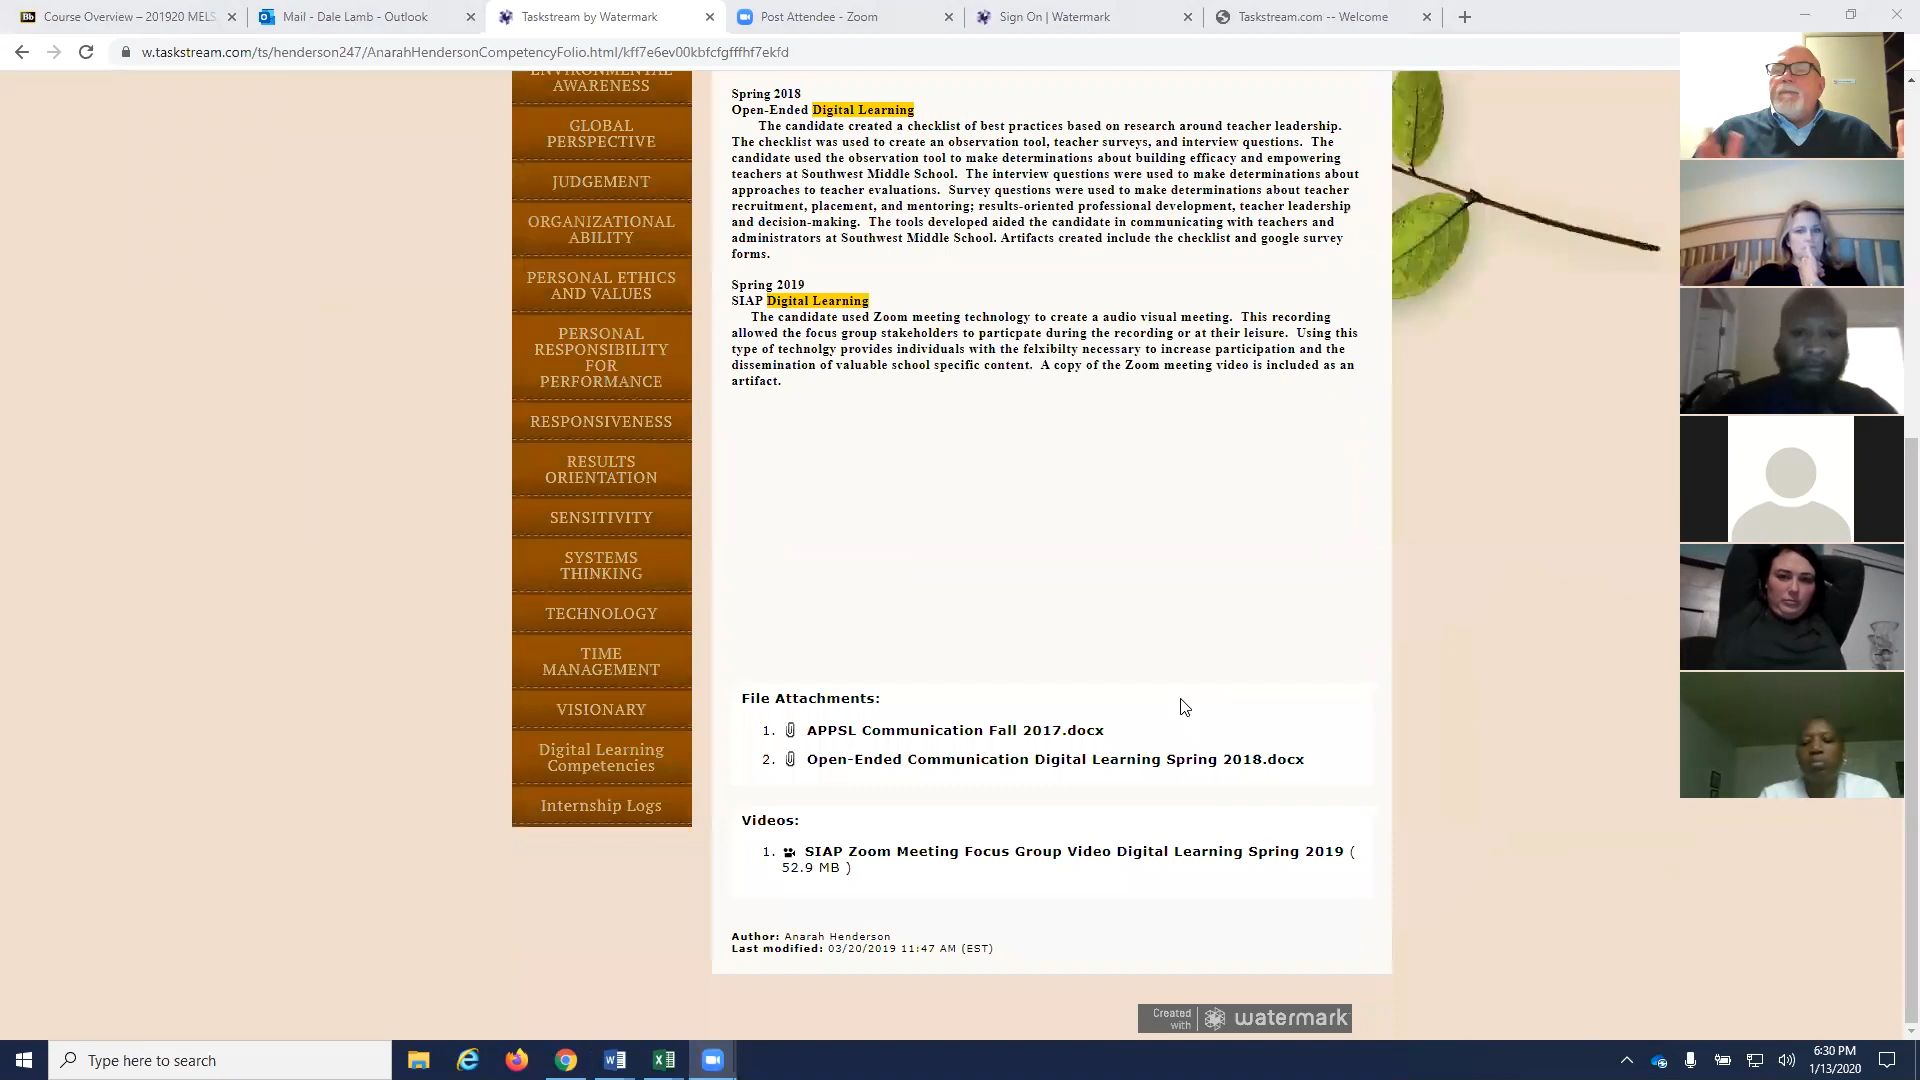 Course Overview – 201920 MELS
Mail - Dale Lamb - Outlook
Taskstream by Watermark
Post Attendee - Zoom
Sign On | Watermark
Taskstream.com -- Welcome
w.taskstream.com/ts/henderson247/AnarahHendersonCompetencyFolio.html/kff7e6ev00kbfcfgfffhf7ekfd
ENVIRONMENTAL
AWARENESS
GLOBAL
PERSPECTIVE
JUDGEMENT
ORGANIZATIONAL
ABILITY
PERSONAL ETHICS
AND VALUES
PERSONAL
RESPONSIBILITY
FOR
PERFORMANCE
RESPONSIVENESS
RESULTS
ORIENTATION
SENSITIVITY
SYSTEMS
THINKING
TECHNOLOGY
TIME
MANAGEMENT
VISIONARY
Digital Learning
Competencies
Internship Logs
Spring 2018
Open-Ended Digital Learning
The candidate created a checklist of best practices based on research around teacher leadership.
The checklist was used to create an observation tool, teacher surveys, and interview questions. The
candidate used the observation tool to make determinations about building efficacy and empowering
teachers at Southwest Middle School. The interview questions were used to make determinations about
approaches to teacher evaluations. Survey questions were used to make determinations about teacher
recruitment, placement, and mentoring; results-oriented professional development, teacher leadership
and decision-making. The tools developed aided the candidate in communicating with teachers and
administrators at Southwest Middle School. Artifacts created include the checklist and google survey
forms.
Spring 2019
SIAP Digital Learning
The candidate used Zoom meeting technology to create a audio visual meeting. This recording
allowed the focus group stakeholders to particpate during the recording or at their leisure. Using this
type of technolgy provides individuals with the felxibilty necessary to increase participation and the
dissemination of valuable school specific content. A copy of the Zoom meeting video is included as an
artifact.
File Attachments:
1. APPSL Communication Fall 2017.docx
2. Open-Ended Communication Digital Learning Spring 2018.docx
Videos:
1. SIAP Zoom Meeting Focus Group Video Digital Learning Spring 2019 (
52.9 MB )
Author: Anarah Henderson
Last modified: 03/20/2019 11:47 AM (EST)
Created
with
watermark
Type here to search
6:30 PM
1/13/2020